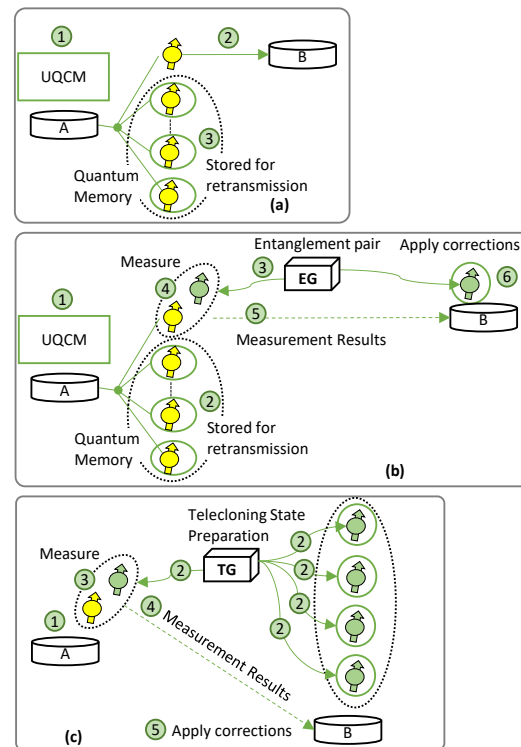 1
2
UQCM
B
A
3
Quantum
Memory
Stored for
retransmission
(a)
Entanglement pair
Apply corrections
Measure
3
6
EG
4
1
5
B
UQCM
Measurement Results
A
2
Quantum
Memory
Stored for
retransmission
(b)
Telecloning State
Preparation
2
Measure
2
TG
2
3
2
4
1
2
A
Measurement Results
B
5 Apply corrections
(c)